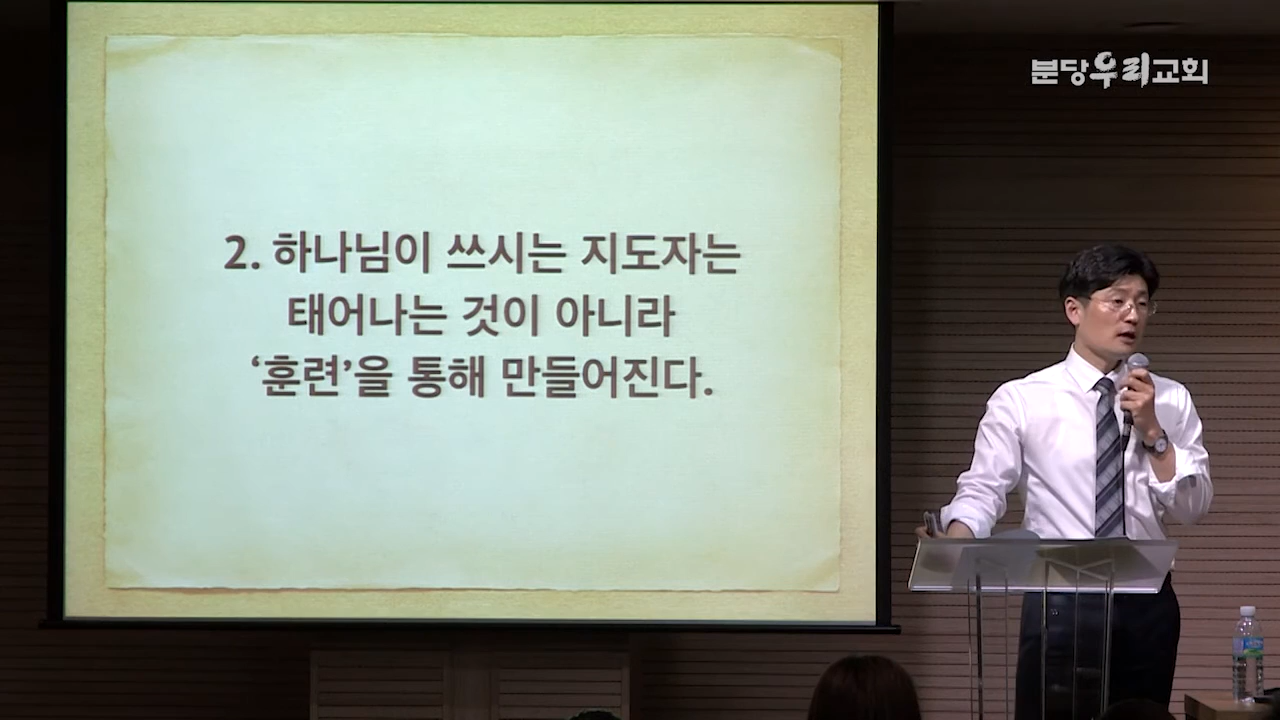 분당우리교회
2. 하나님이 쓰시는 지도자는
태어나는 것이 아니라
‘훈련’을 통해 만들어진다.